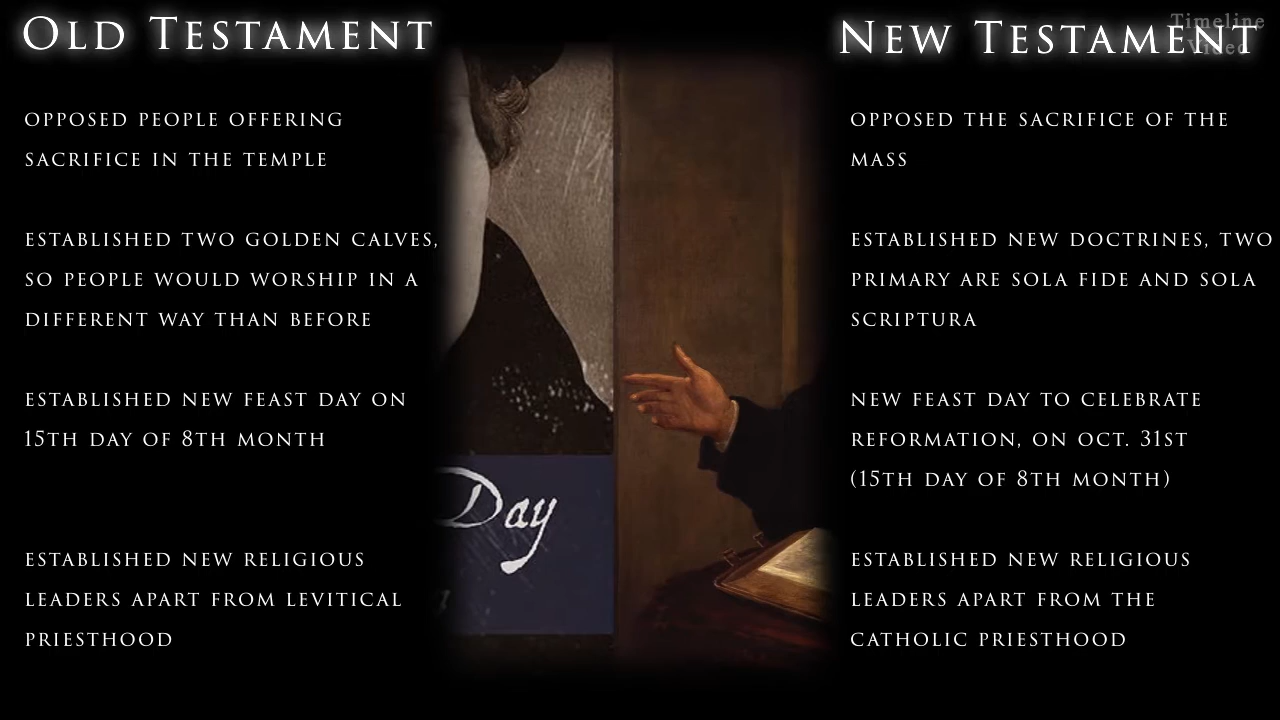 OLD TESTAMENT
OPPOSED PEOPLE OFFERING
SACRIFICE IN THE TEMPLE
ESTABLISHED TWO GOLDEN CALVES,
SO PEOPLE WOULD WORSHIP IN A
DIFFERENT WAY THAN BEFORE
ESTABLISHED NEW FEAST DAY ON
15TH DAY OF 8TH MONTH
ESTABLISHED NEW RELIGIOUS
LEADERS APART FROM LEVITICAL
PRIESTHOOD
Day
NEW TESTAMENT
Timeline
Video
OPPOSED THE SACRIFICE OF THE
MASS
ESTABLISHED NEW DOCTRINES, TWO
PRIMARY ARE SOLA FIDE AND SOLA
SCRIPTURA
NEW FEAST DAY TO CELEBRATE
REFORMATION, ON OCT. 31ST
(15TH DAY OF 8TH MONTH)
ESTABLISHED NEW RELIGIOUS
LEADERS APART FROM THE
CATHOLIC PRIESTHOOD